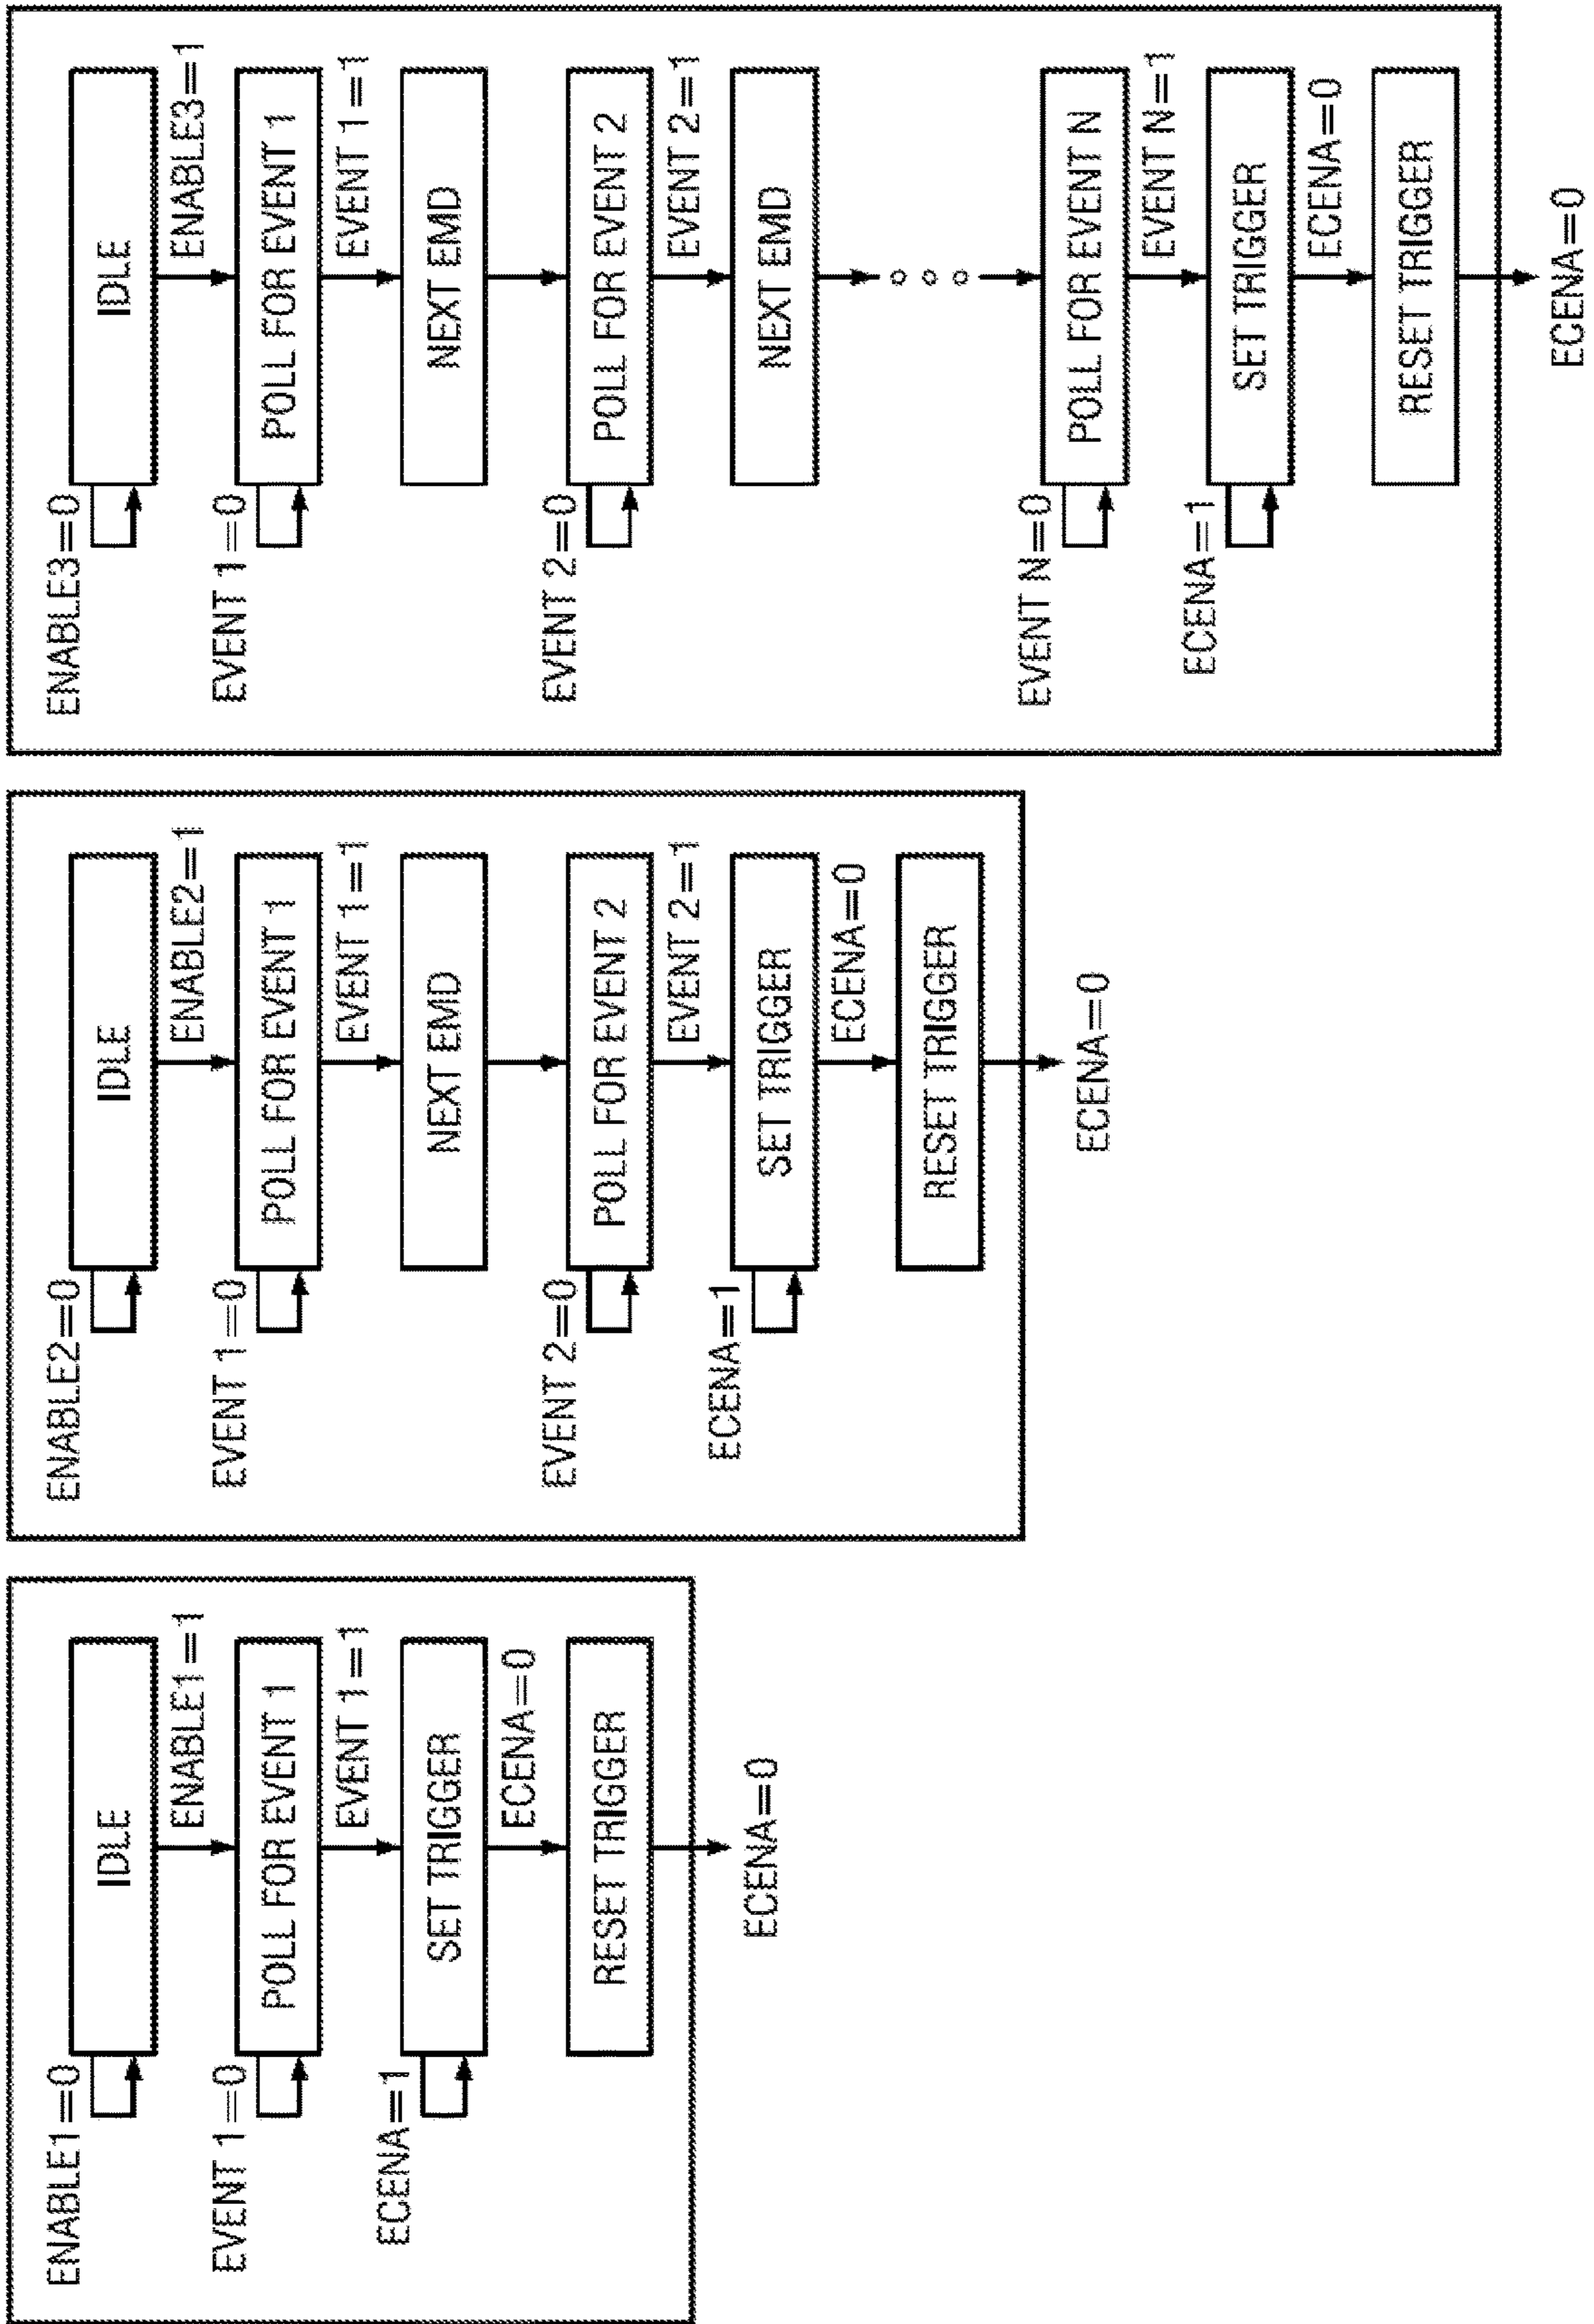 ENABLE1=0
IDLE
ENABLE1=1
EVENT 1=0
POLL FOR EVENT 1
EVENT 1=1
ECENA=1
SET TRIGGER
ECENA=0
RESET TRIGGER
ECENA=0
ENABLE2=0
IDLE
ENABLE2=1
EVENT 1=0
POLL FOR EVENT 1
EVENT 1=1
NEXT EMD
EVENT 2=0
POLL FOR EVENT 2
EVENT 2=1
ECENA=1
SET TRIGGER
ECENA=0
RESET TRIGGER
ECENA=0
ENABLE3=0
IDLE
ENABLE3=1
EVENT 1=0
POLL FOR EVENT 1
EVENT 1=1
NEXT EMD
EVENT 2=0
POLL FOR EVENT 2
EVENT 2=1
NEXT EMD
EVENT N=0
POLL FOR EVENT N
EVENT N=1
ECENA=1
SET TRIGGER
ECENA=0
RESET TRIGGER
ECENA=0